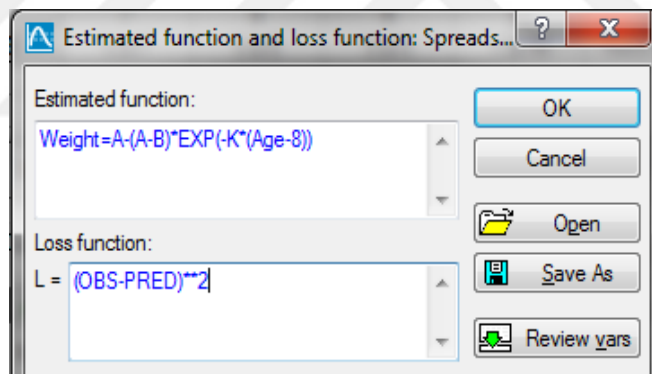 Estimated function and loss function: Spreads... ?
Estimated function:
Weight=A-(A-B)*EXP(-K*(Age-8))
OK
Cancel
Loss function:
L = (OBS-PRED)**2
Open
Save As
Review vars